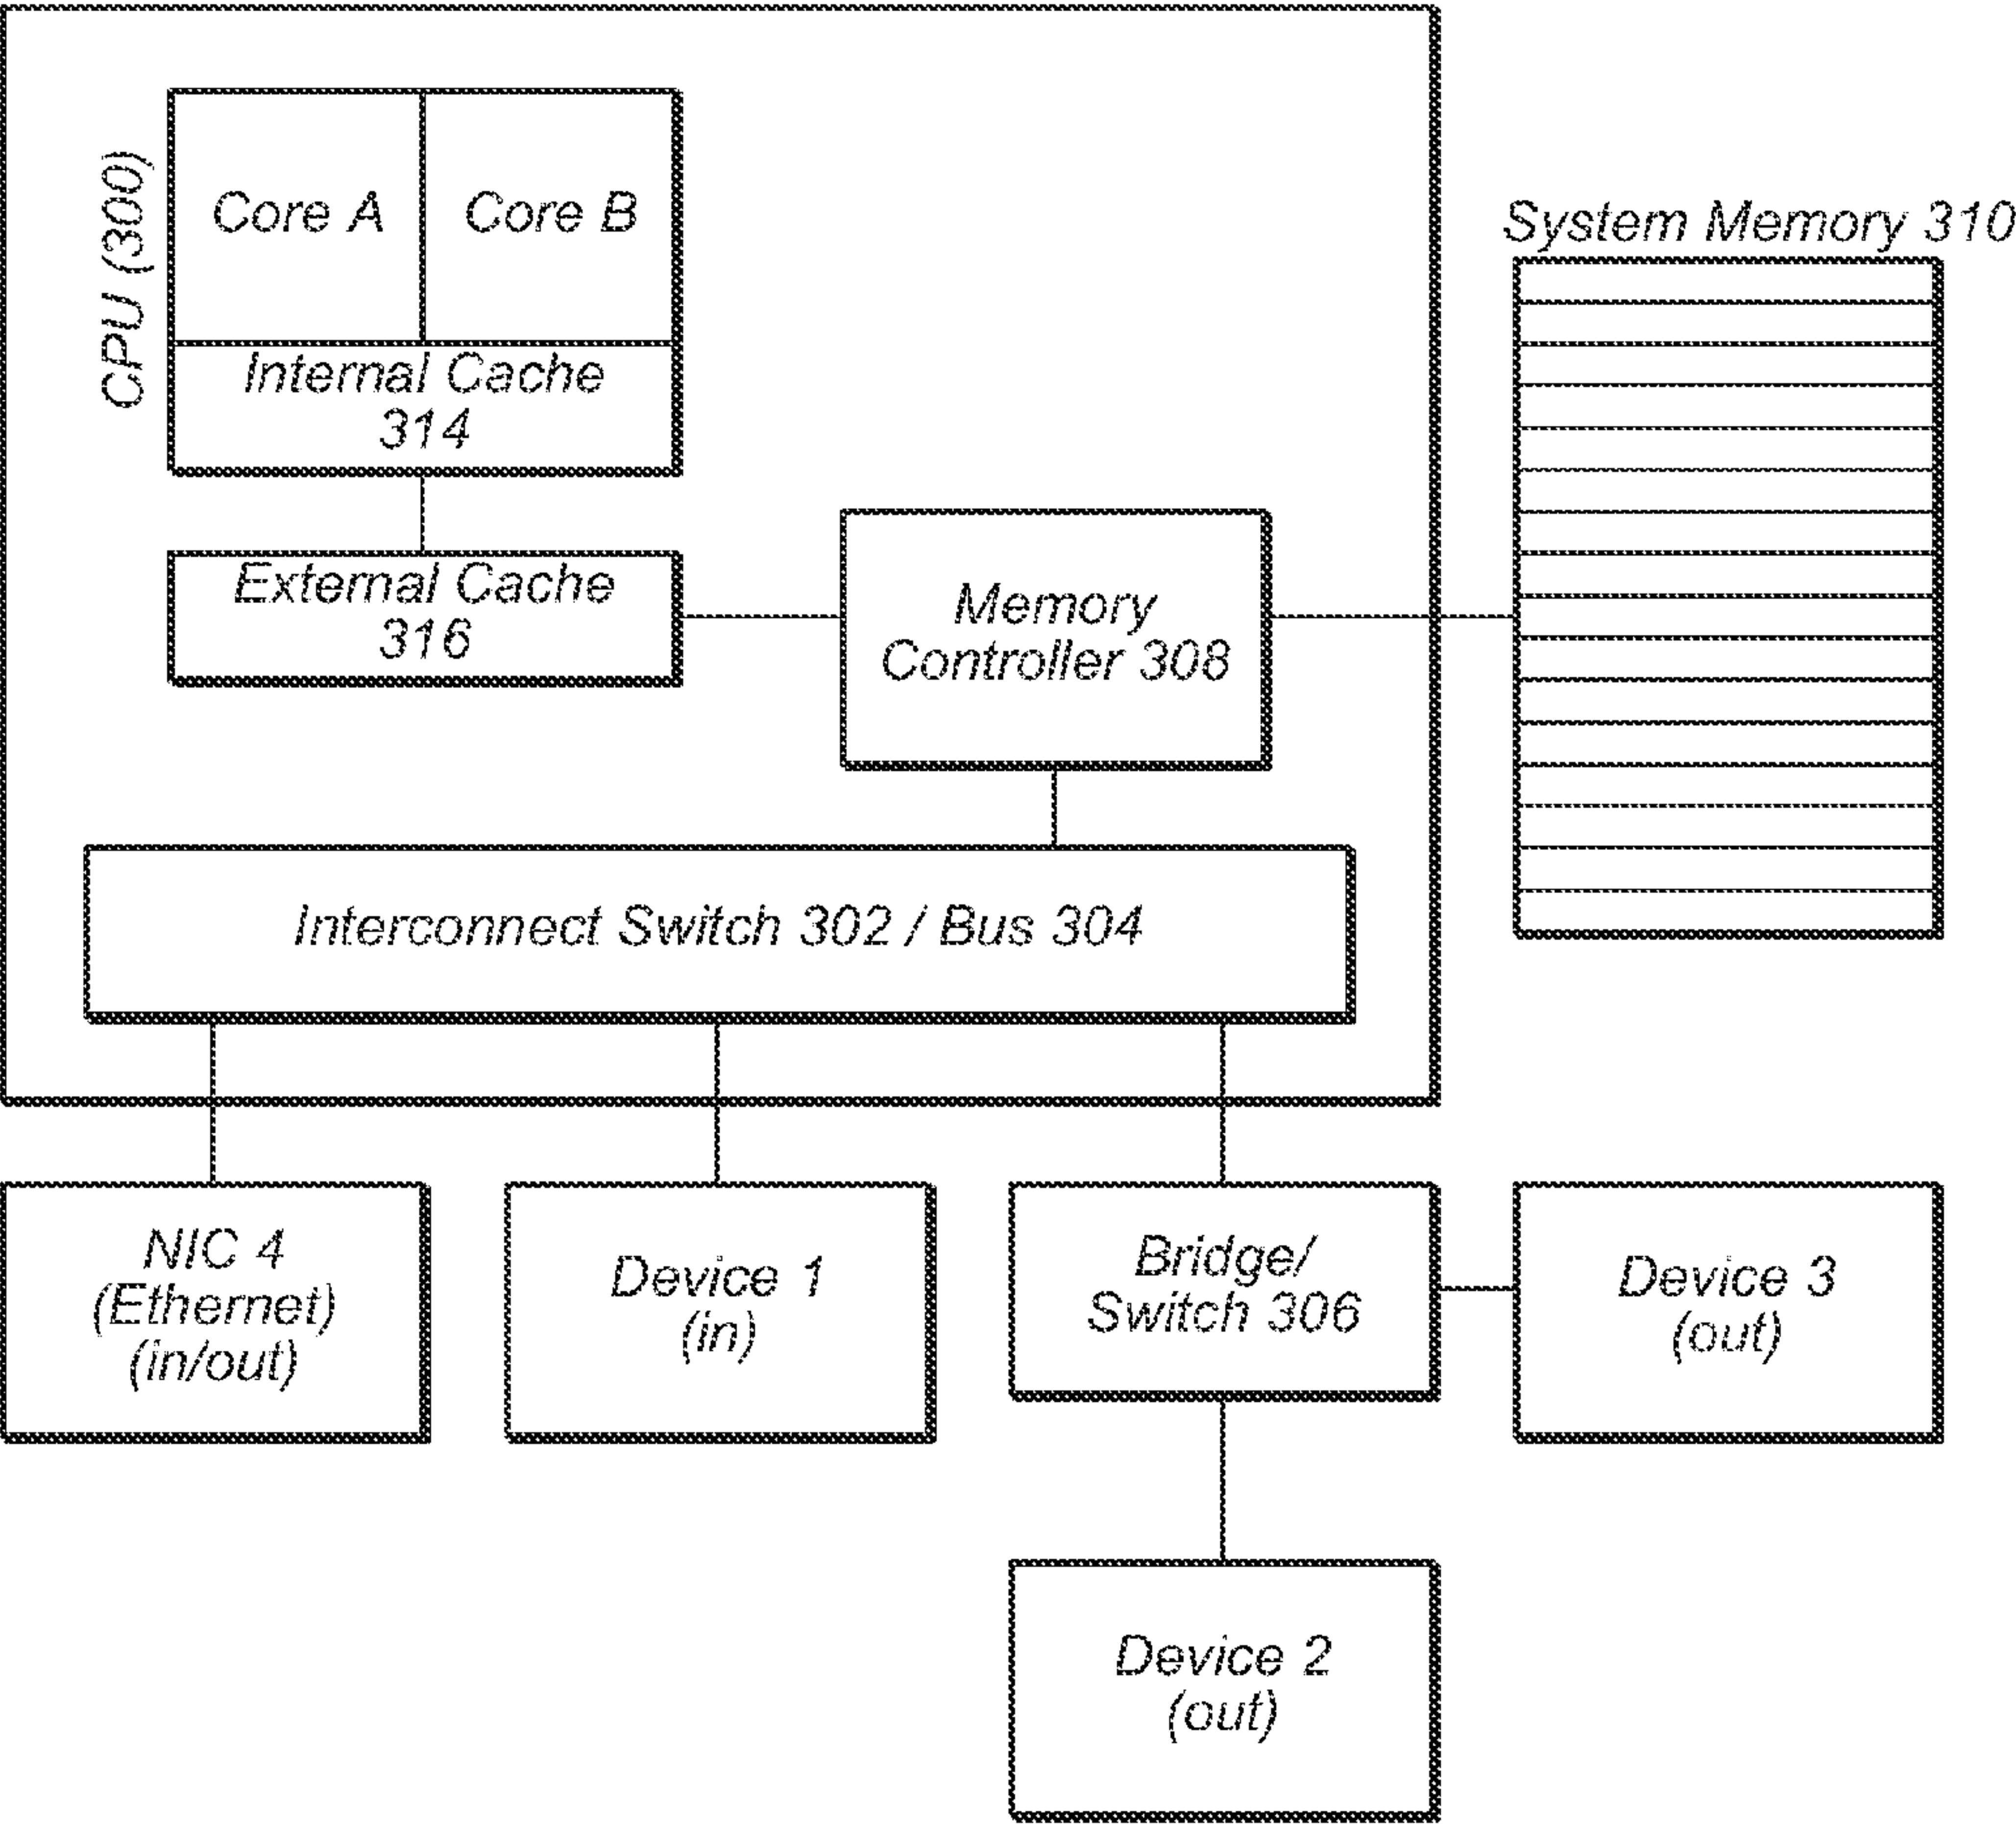 CPU (300)
Core A
Core B
Internal Cache
314
External Cache
316
Memory
Controller 308
System Memory 310
Interconnect Switch 302 / Bus 304
NIC 4
(Ethernet)
(in/out)
Device 1
(in)
Bridge/
Switch 306
Device 3
(out)
Device 2
(out)